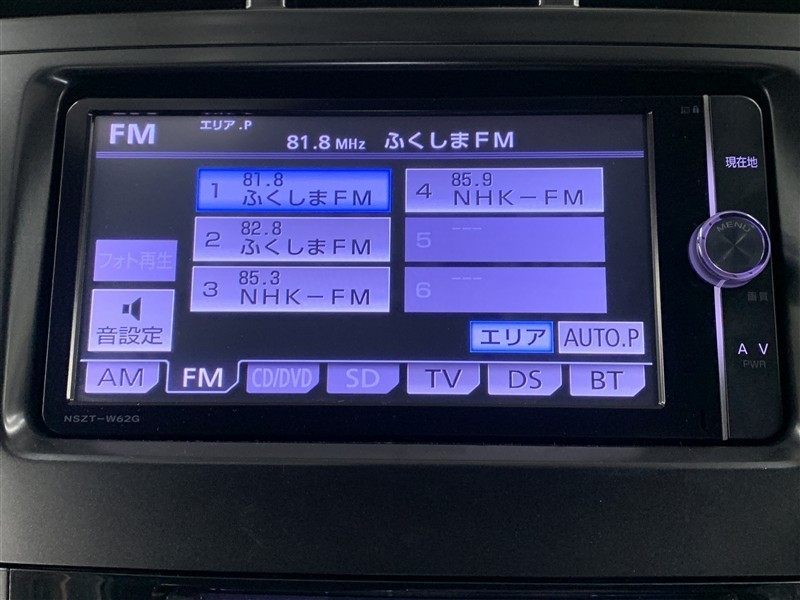 FM
エリア.P
81.8 MHz ふくしまFM
現在地
1 81.8 ふくしまFM
4 85.9 NHK-FM
MENU
2 82.8 ふくしまFM
5 ---
フォト再生
3 85.3 NHK-FM
6 ---
画質
音設定
エリア
AUTO.P
AV
PWR
AM
FM
CD/DVD
SD
TV
DS
BT
NSZT-W62G